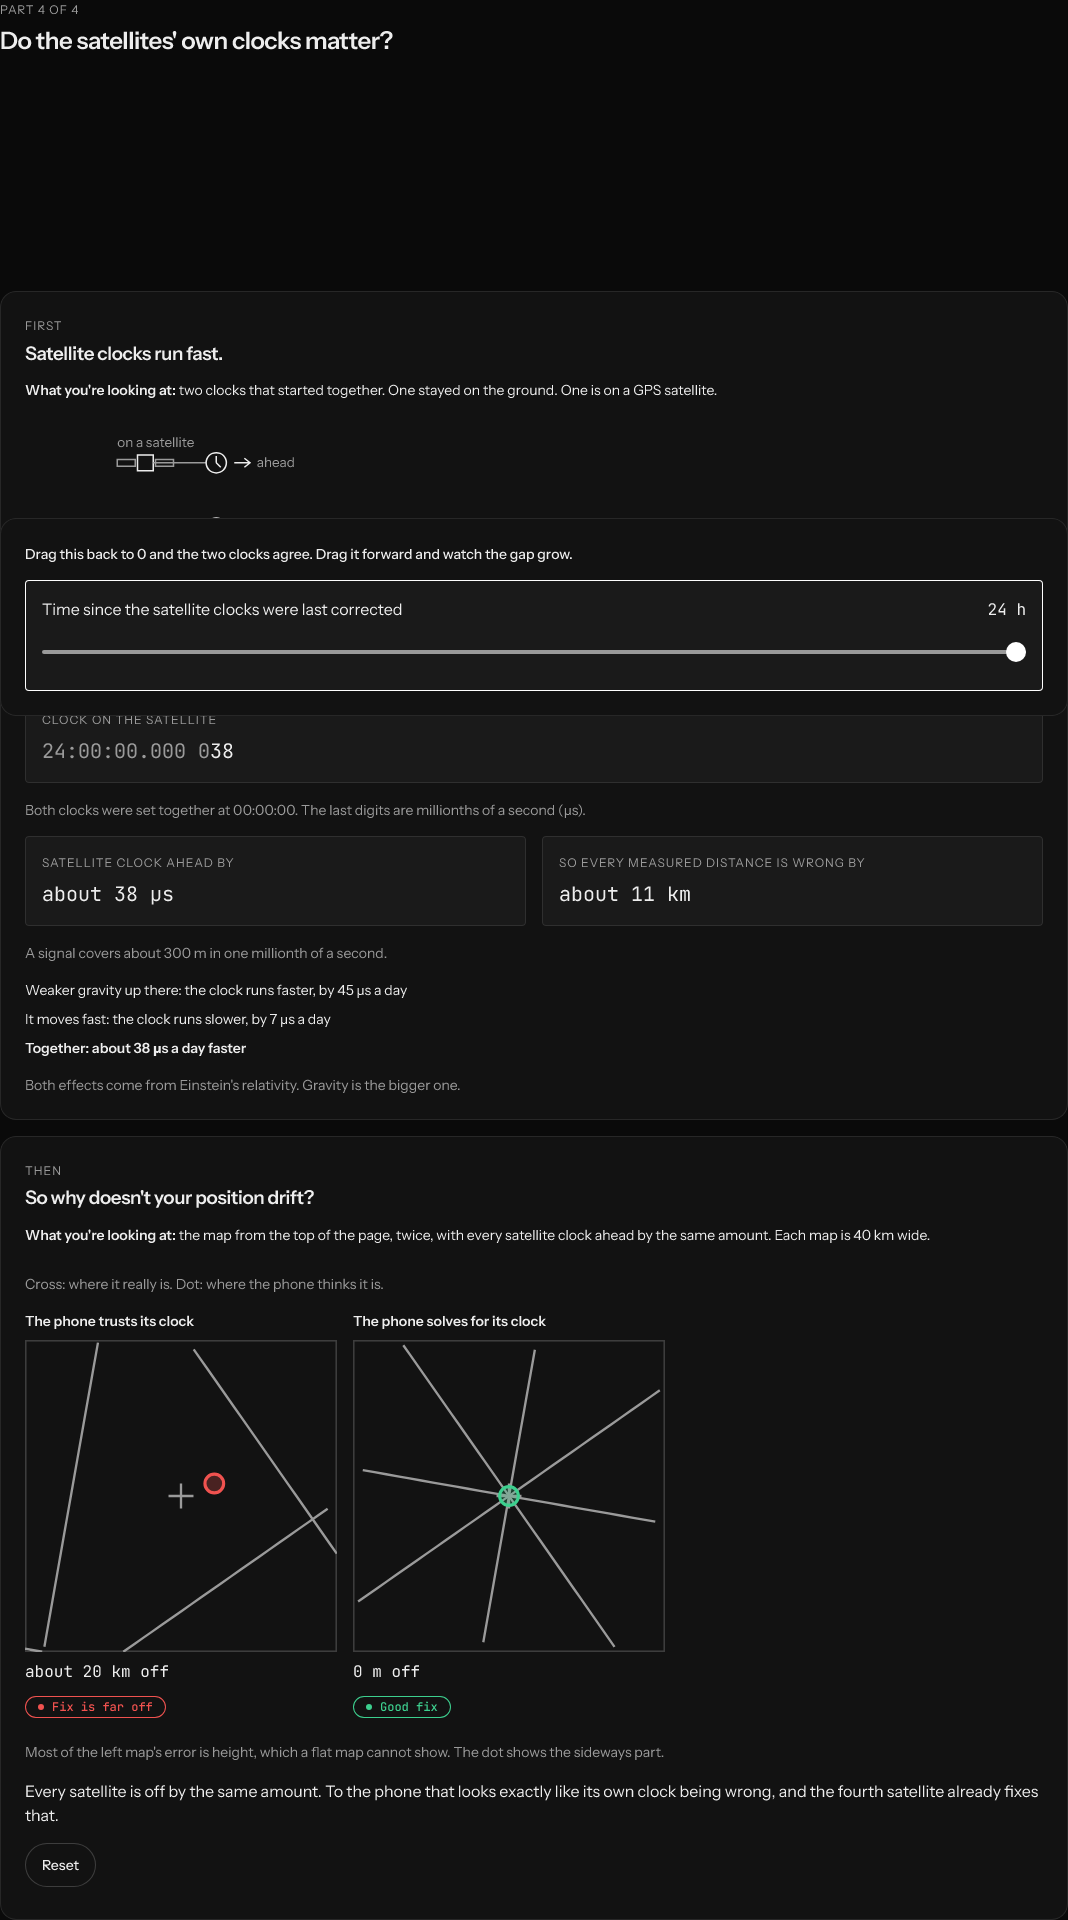 PART 4 OF 4
Do the satellites' own clocks matter?
FIRST
Satellite clocks run fast.
What you're looking at: two clocks that started together. One stayed on the ground. One is on a GPS satellite.
on a satellite
ahead
Drag this back to 0 and the two clocks agree. Drag it forward and watch the gap grow.
Time since the satellite clocks were last corrected
24 h
CLOCK ON THE SATELLITE
24:00:00.000 038
Both clocks were set together at 00:00:00. The last digits are millionths of a second (µs).
SATELLITE CLOCK AHEAD BY
about 38 µs
SO EVERY MEASURED DISTANCE IS WRONG BY
about 11 km
A signal covers about 300 m in one millionth of a second.
Weaker gravity up there: the clock runs faster, by 45 µs a day
It moves fast: the clock runs slower, by 7 µs a day
Together: about 38 µs a day faster
Both effects come from Einstein's relativity. Gravity is the bigger one.
THEN
So why doesn't your position drift?
What you're looking at: the map from the top of the page, twice, with every satellite clock ahead by the same amount. Each map is 40 km wide.
Cross: where it really is. Dot: where the phone thinks it is.
The phone trusts its clock
about 20 km off
Fix is far off
The phone solves for its clock
0 m off
Good fix
Most of the left map's error is height, which a flat map cannot show. The dot shows the sideways part.
Every satellite is off by the same amount. To the phone that looks exactly like its own clock being wrong, and the fourth satellite already fixes
that.
Reset